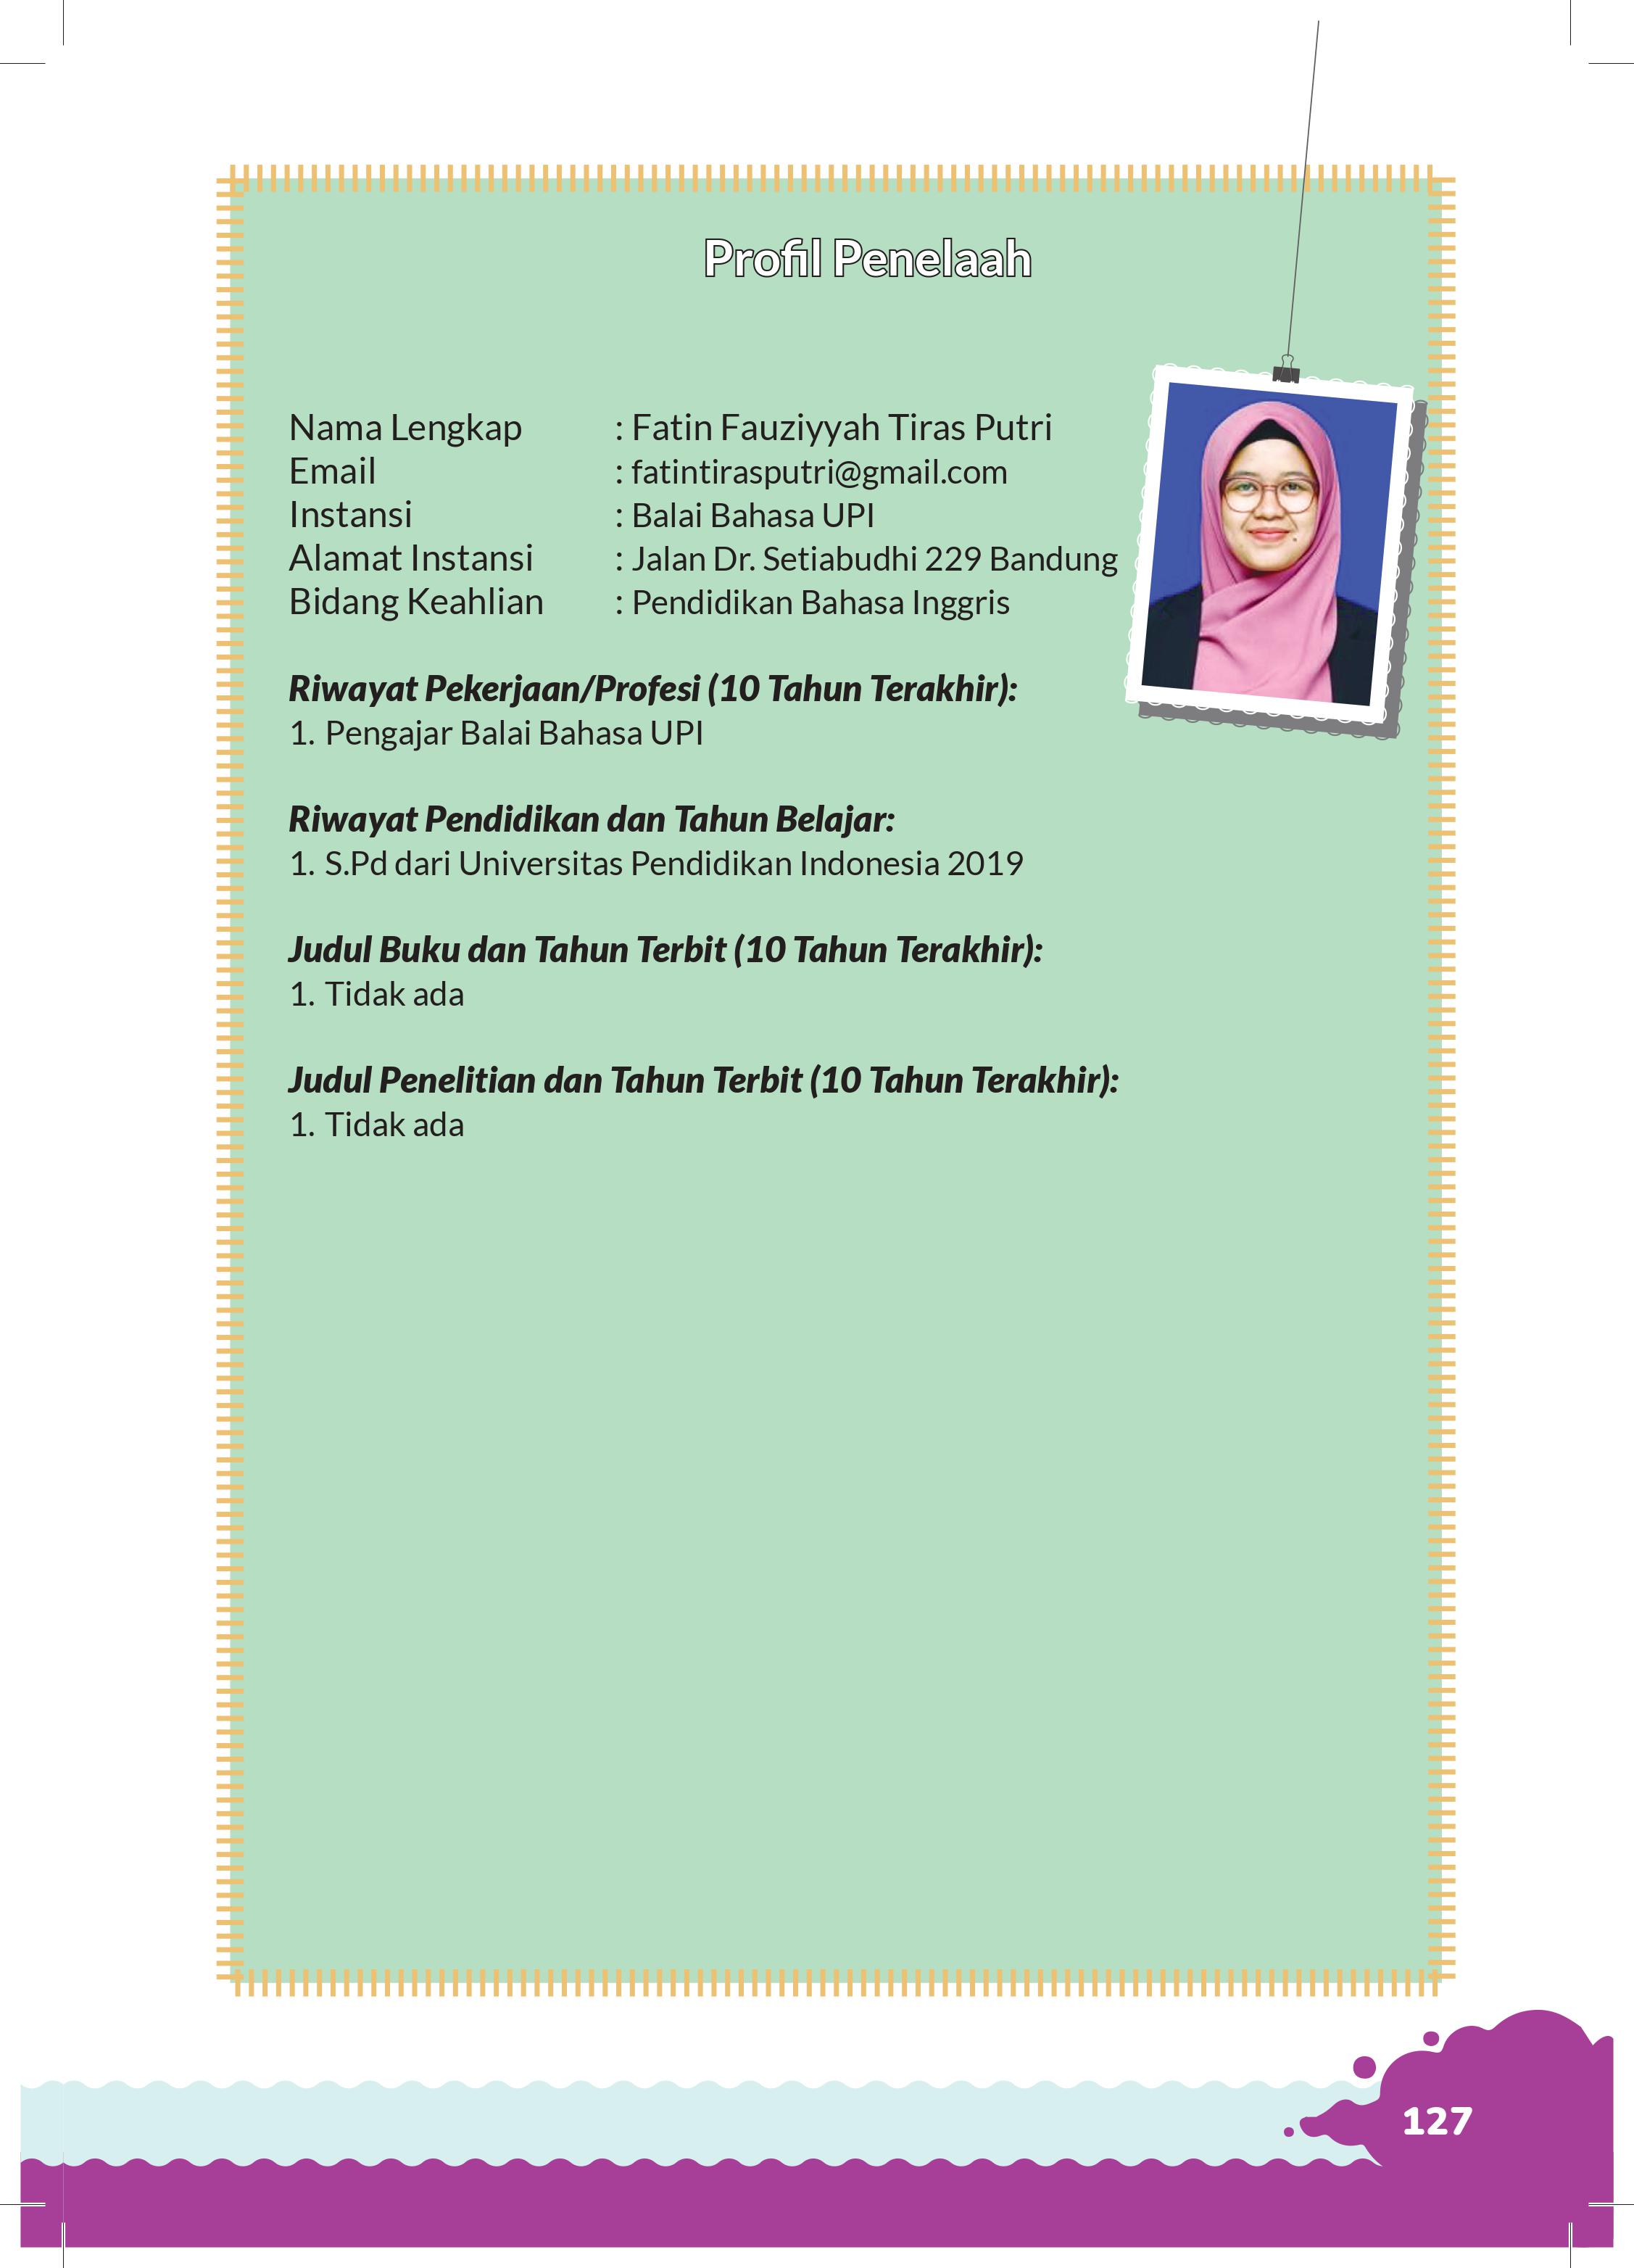 Profil Penelaah
Nama Lengkap : Fatin Fauziyyah Tiras Putri
Email : fatintirasputri@gmail.com
Instansi : Balai Bahasa UPI
Alamat Instansi : Jalan Dr. Setiabudhi 229 Bandung
Bidang Keahlian : Pendidikan Bahasa Inggris
Riwayat Pekerjaan/Profesi (10 Tahun Terakhir):
1. Pengajar Balai Bahasa UPI
Riwayat Pendidikan dan Tahun Belajar:
1. S.Pd dari Universitas Pendidikan Indonesia 2019
Judul Buku dan Tahun Terbit (10 Tahun Terakhir):
1. Tidak ada
Judul Penelitian dan Tahun Terbit (10 Tahun Terakhir):
1. Tidak ada
127